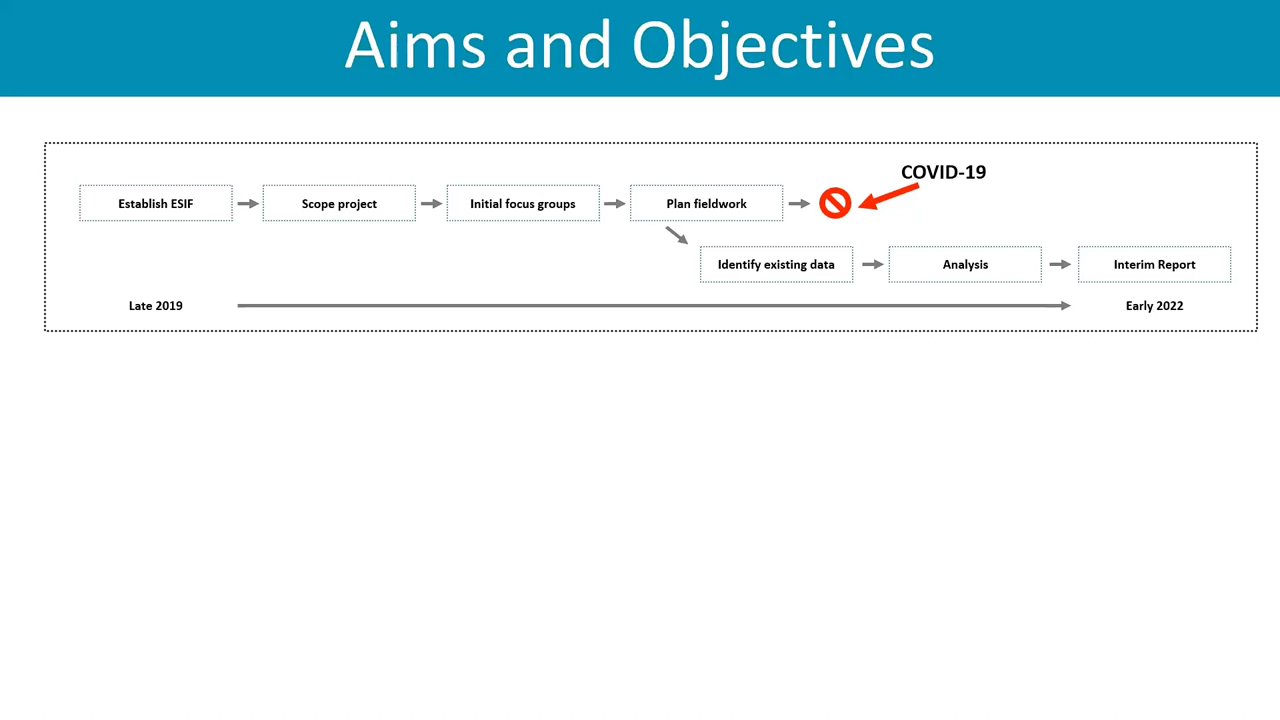 Aims and Objectives
COVID-19
Establish ESIF
Scope project
Initial focus groups
Plan fieldwork
Identify existing data
Analysis
Interim Report
Late 2019
Early 2022